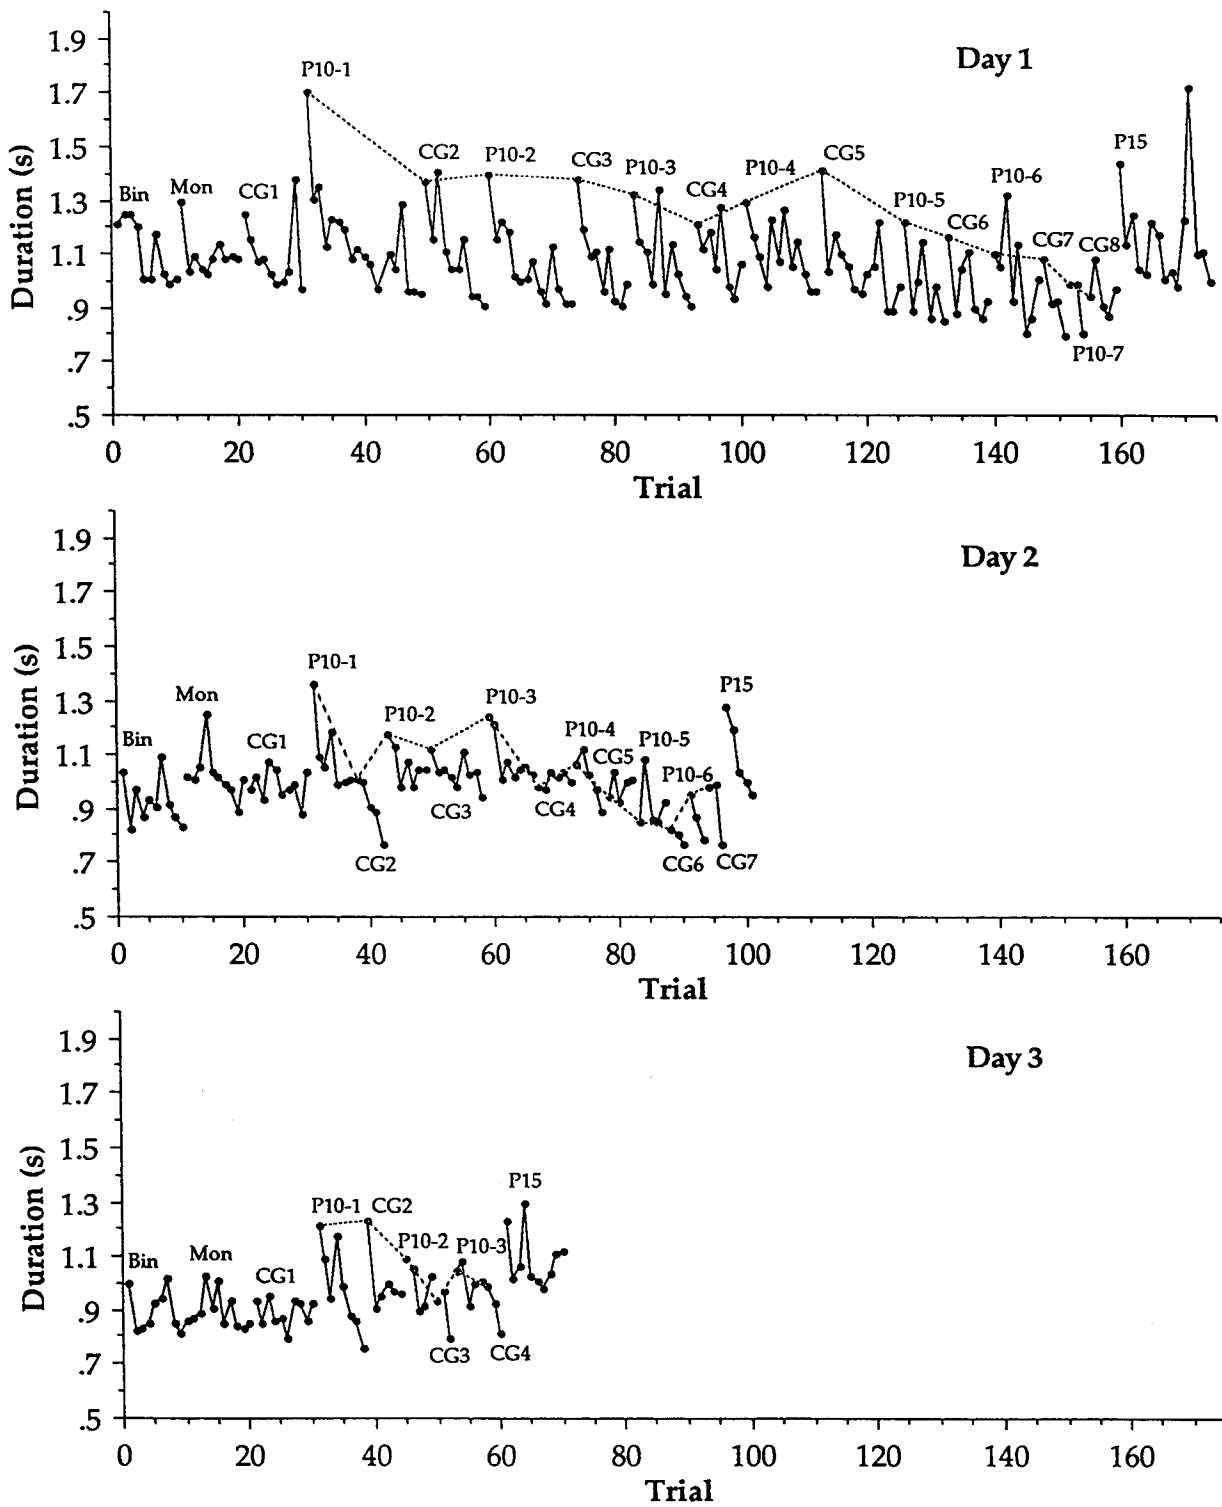 1.9
1.7
1.5
1.3
1.1
.9
.7
.5
Duration (s)
Day 1
P10-1
Bin
Mon
CG1
CG2
P10-2
CG3
P10-3
CG4
P10-4
CG5
P10-5
CG6
P10-6
CG7
CG8
P10-7
P15
0 20 40 60 80 100 120 140 160
Trial
1.9
1.7
1.5
1.3
1.1
.9
.7
.5
Duration (s)
Day 2
Bin
Mon
CG1
P10-1
CG2
P10-2
CG3
P10-3
CG4
P10-4
CG5
P10-5
CG6
P10-6
CG7
P15
0 20 40 60 80 100 120 140 160
Trial
1.9
1.7
1.5
1.3
1.1
.9
.7
.5
Duration (s)
Day 3
Bin
Mon
CG1
P10-1
CG2
P10-2
CG3
P10-3
CG4
P15
0 20 40 60 80 100 120 140 160
Trial